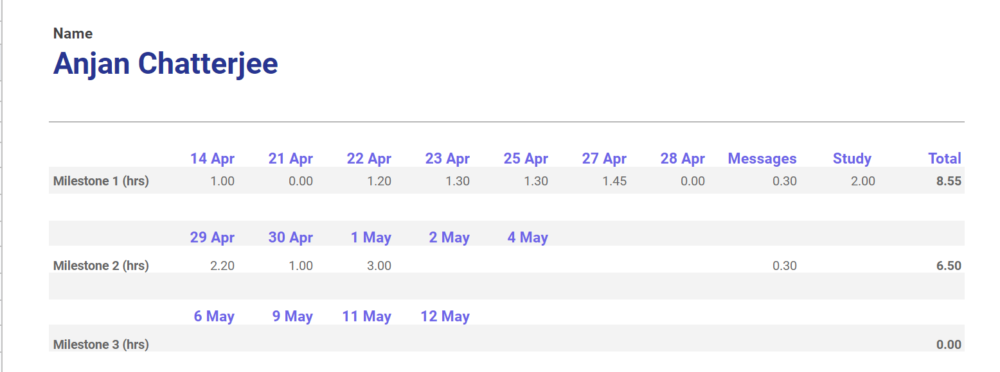 Name
Anjan Chatterjee
14 Apr 21 Apr 22 Apr 23 Apr 25 Apr 27 Apr 28 Apr Messages Study Total
Milestone 1 (hrs) 1.00 0.00 1.20 1.30 1.30 1.45 0.00 0.30 2.00 8.55
29 Apr 30 Apr 1 May 2 May 4 May
Milestone 2 (hrs) 2.20 1.00 3.00 0.30 6.50
6 May 9 May 11 May 12 May
Milestone 3 (hrs) 0.00